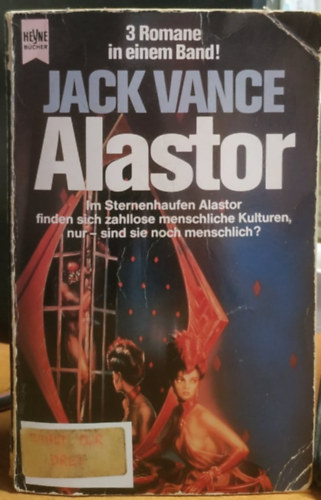 HEYNE
BÜCHER
3 Romane
in einem Band!
JACK VANCE
Alastor
Im Sternenhaufen Alastor
finden sich zahllose menschliche Kulturen,
nur – sind sie noch menschlich?